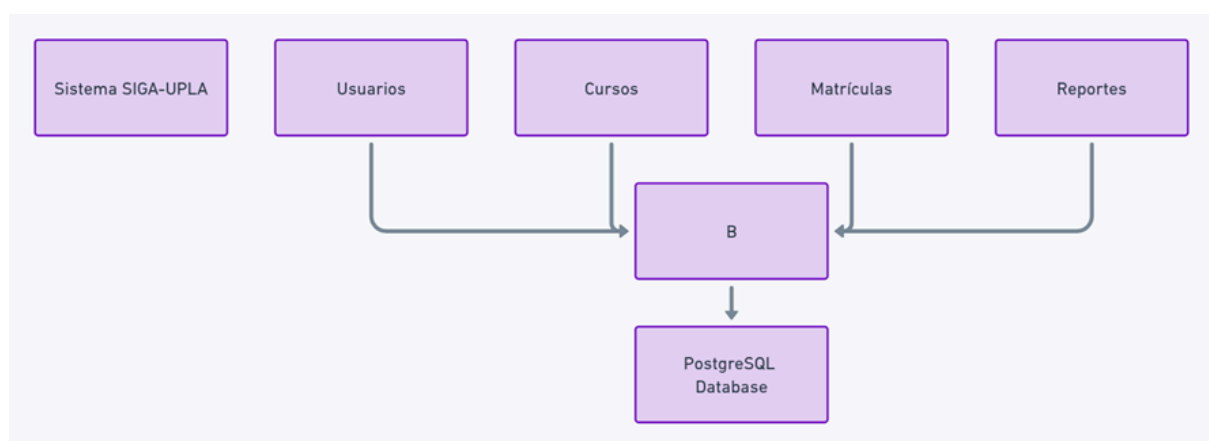 Sistema SIGA-UPLA
Usuarios
Cursos
Matrículas
Reportes
B
PostgreSQL
Database